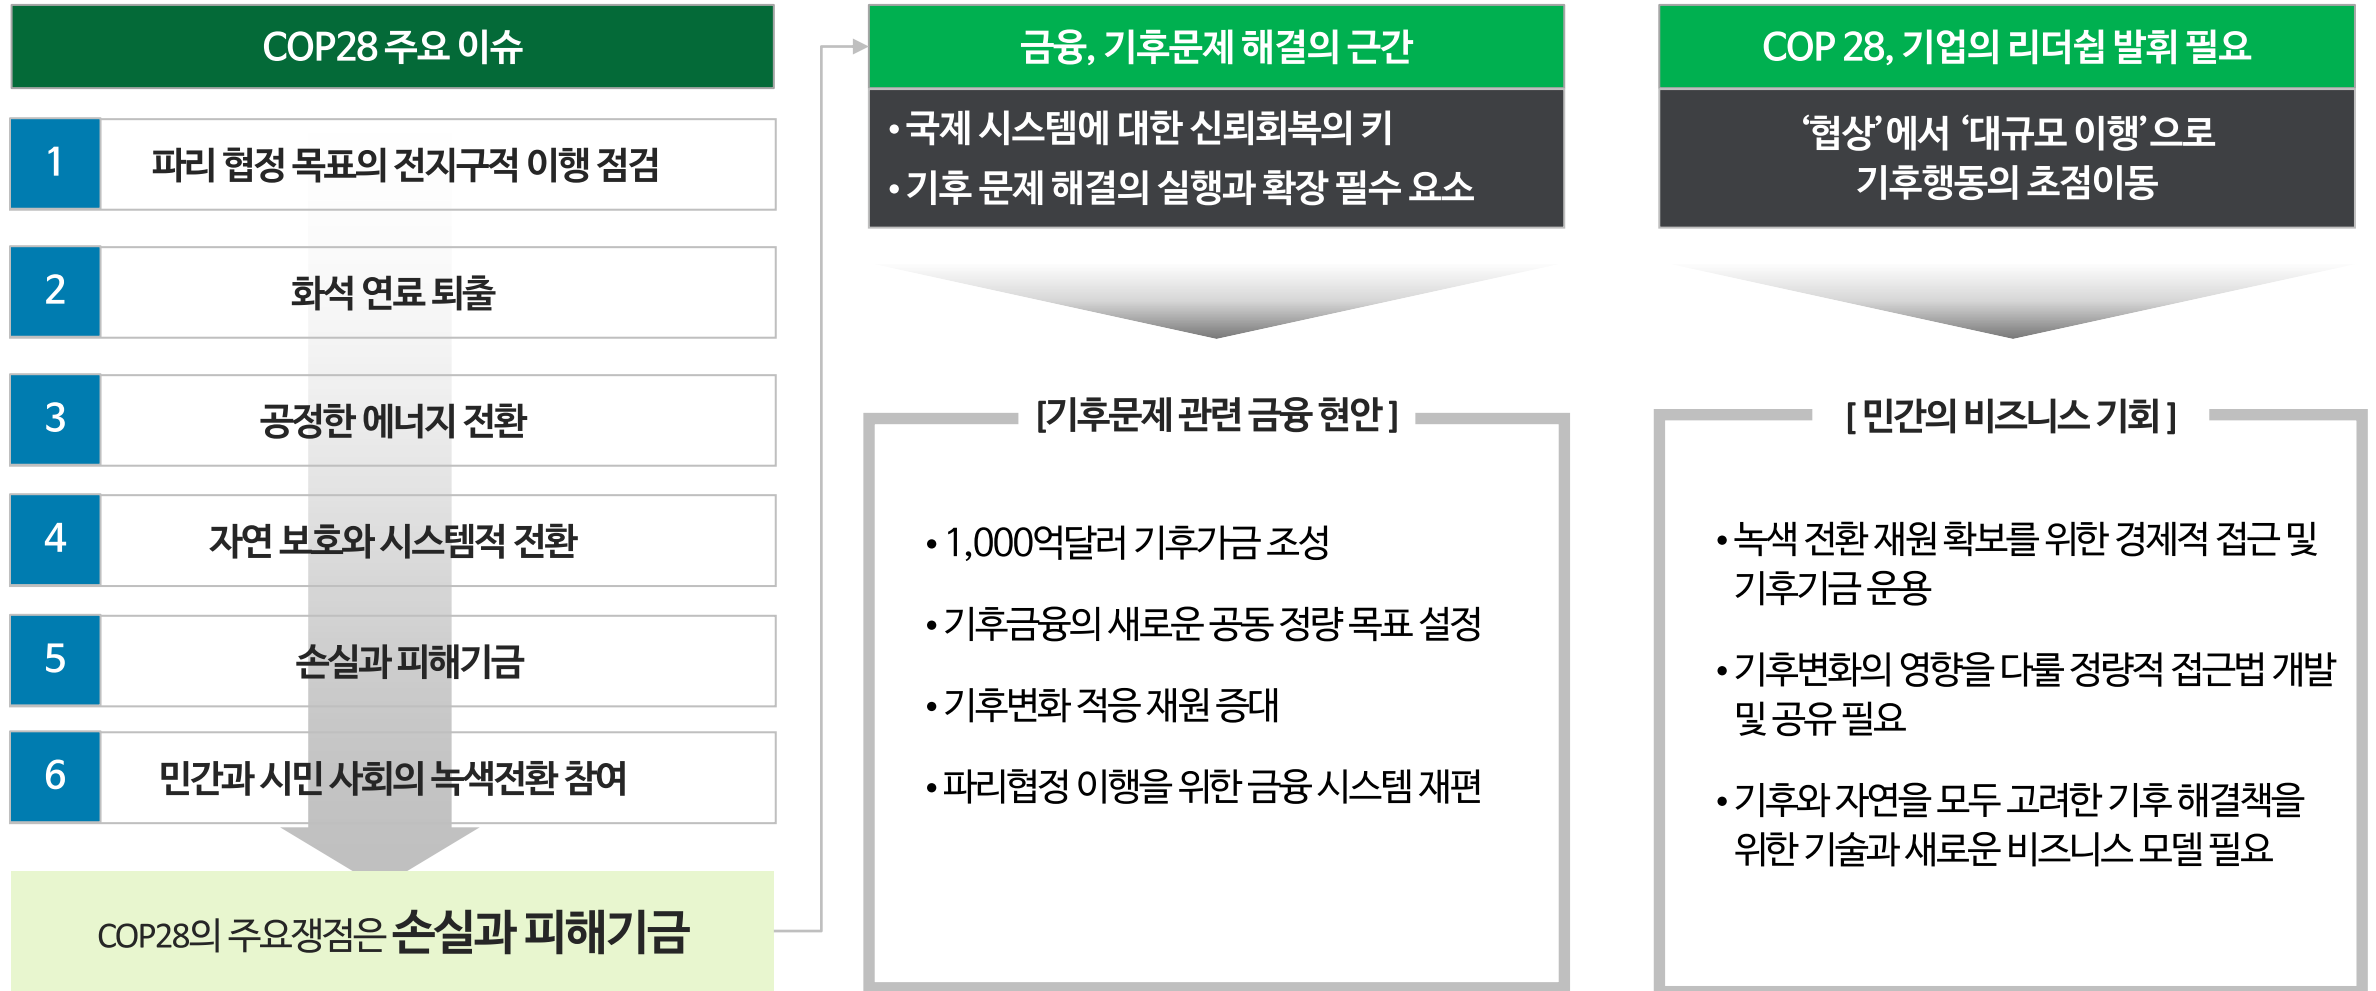 COP28 주요 이슈
1
파리 협정 목표의 전지구적 이행 점검
2
화석 연료 퇴출
3
공정한 에너지 전환
4
자연 보호와 시스템적 전환
5
손실과 피해기금
6
민간과 시민 사회의 녹색전환 참여
COP28의 주요쟁점은 손실과 피해기금
금융, 기후문제 해결의 근간
• 국제 시스템에 대한 신뢰회복의 키
• 기후 문제 해결의 실행과 확장 필수 요소
[기후문제 관련 금융 현안 ]
• 1,000억달러 기후가금 조성
• 기후금융의 새로운 공동 정량 목표 설정
• 기후변화 적응 재원 증대
• 파리협정 이행을 위한 금융 시스템 재편
COP 28, 기업의 리더쉽 발휘 필요
‘협상’에서 ‘대규모 이행’으로
기후행동의 초점이동
[ 민간의 비즈니스 기회 ]
• 녹색 전환 재원 확보를 위한 경제적 접근 및
기후기금 운용
• 기후변화의 영향을 다룰 정량적 접근법 개발
및 공유 필요
• 기후와 자연을 모두 고려한 기후 해결책을
위한 기술과 새로운 비즈니스 모델 필요